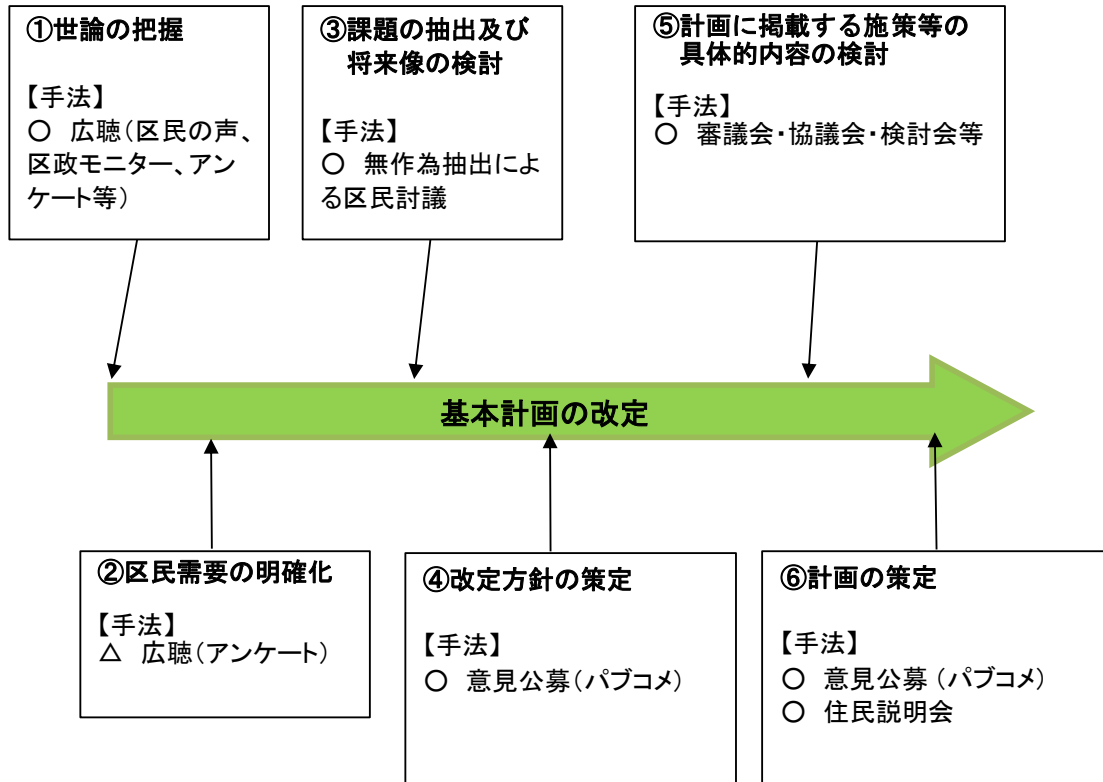 ①世論の把握
【手法】
○ 広聴(区民の声、
区政モニター、アン
ケート等)
③課題の抽出及び
将来像の検討
【手法】
○ 無作為抽出によ
る区民討議
⑤計画に掲載する施策等の
具体的内容の検討
【手法】
○ 審議会・協議会・検討会等
基本計画の改定
②区民需要の明確化
【手法】
△ 広聴(アンケート)
④改定方針の策定
【手法】
○ 意見公募(パブコメ)
⑥計画の策定
【手法】
○ 意見公募 (パブコメ)
○ 住民説明会